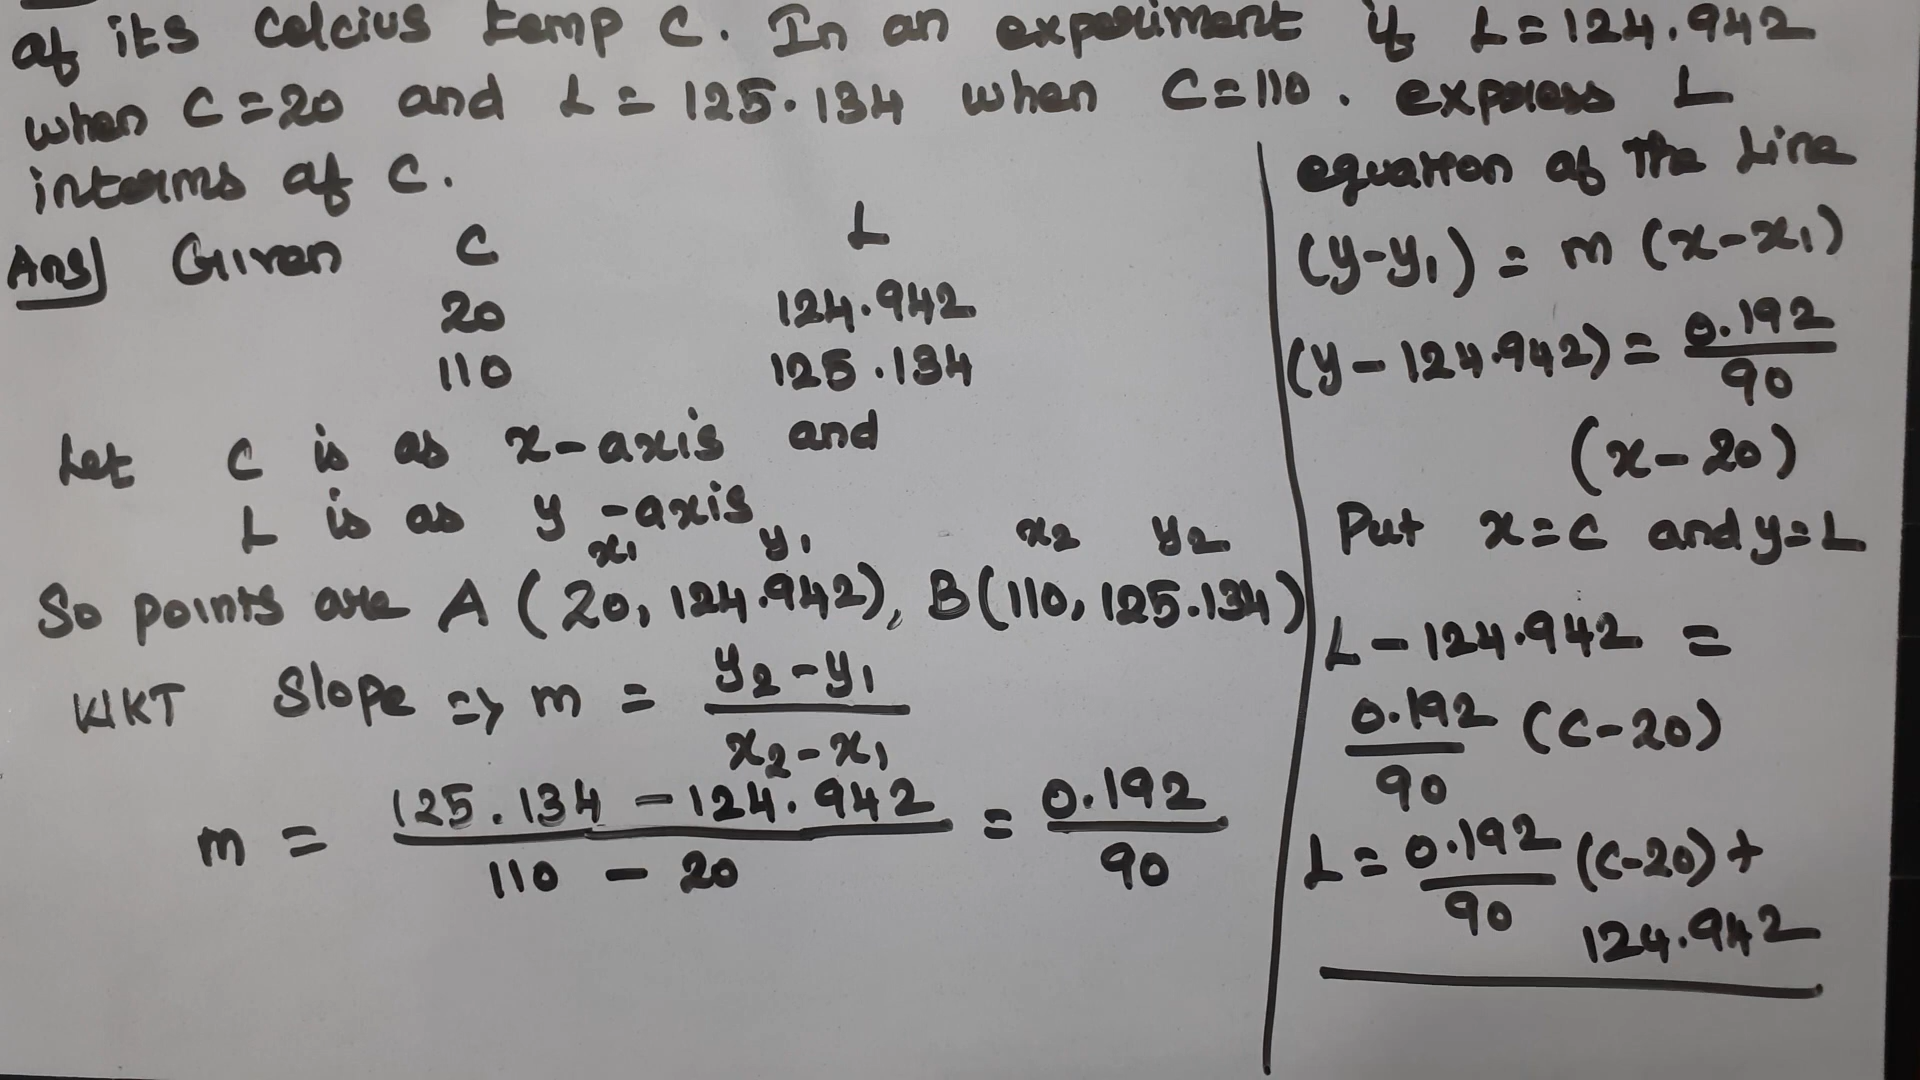 of its Celcius temp C. In an experiment if L=124.942
when C=20 and L = 125.134 when C=110. express L
interms of C.
Ans] Given C L
20 124.942
110 125.134
Let C is as x-axis and
L is as y-axis
x1 y1 x2 y2
So points are A (20, 124.942), B(110, 125.134)
KIKT Slope => m = y2-y1
x2-x1
m = 125.134 - 124.942 = 0.192
110 - 20 90
equation of the Line
(y-y1) = m (x-x1)
(y-124.942) = 0.192
90
(x-20)
Put x=C and y=L
L-124.942 =
0.192 (C-20)
90
L = 0.192 (C-20)+
90 124.942